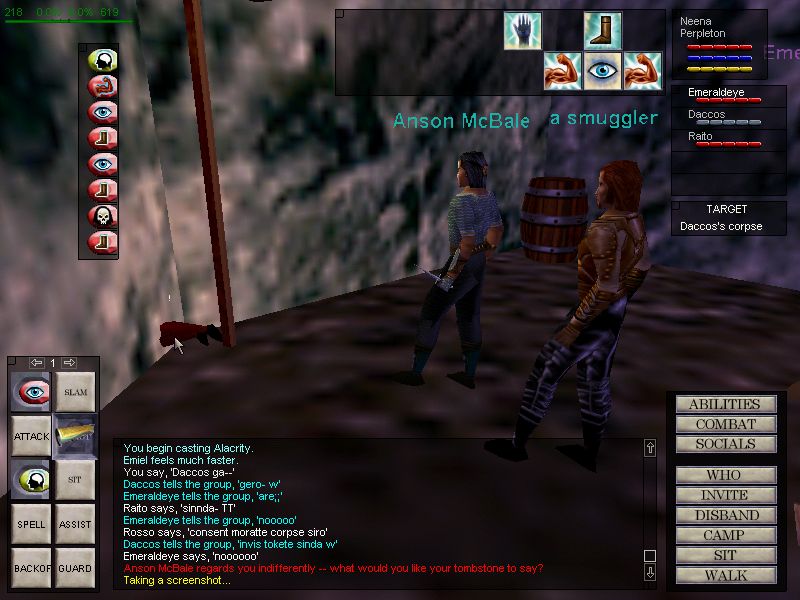 218 0.0% 0.0% 619
Neena
Perpleton
Eme
Emeraldeye
Daccos
Raito
TARGET
Daccos's corpse
Anson McBale
a smuggler
1
SLAM
ATTACK
SIT
SPELL
ASSIST
BACKOF
GUARD
You begin casting Alacrity.
Emiel feels much faster.
You say, 'Daccos ga--'
Daccos tells the group, 'gero- w'
Emeraldeye tells the group, 'are;;'
Raito says, 'sinnda- TT'
Emeraldeye tells the group, 'nooooo'
Rosso says, 'consent moratte corpse siro'
Daccos tells the group, 'invis tokete sinda w'
Emeraldeye says, 'noooooo'
Anson McBale regards you indifferently -- what would you like your tombstone to say?
Taking a screenshot...
ABILITIES
COMBAT
SOCIALS
WHO
INVITE
DISBAND
CAMP
SIT
WALK